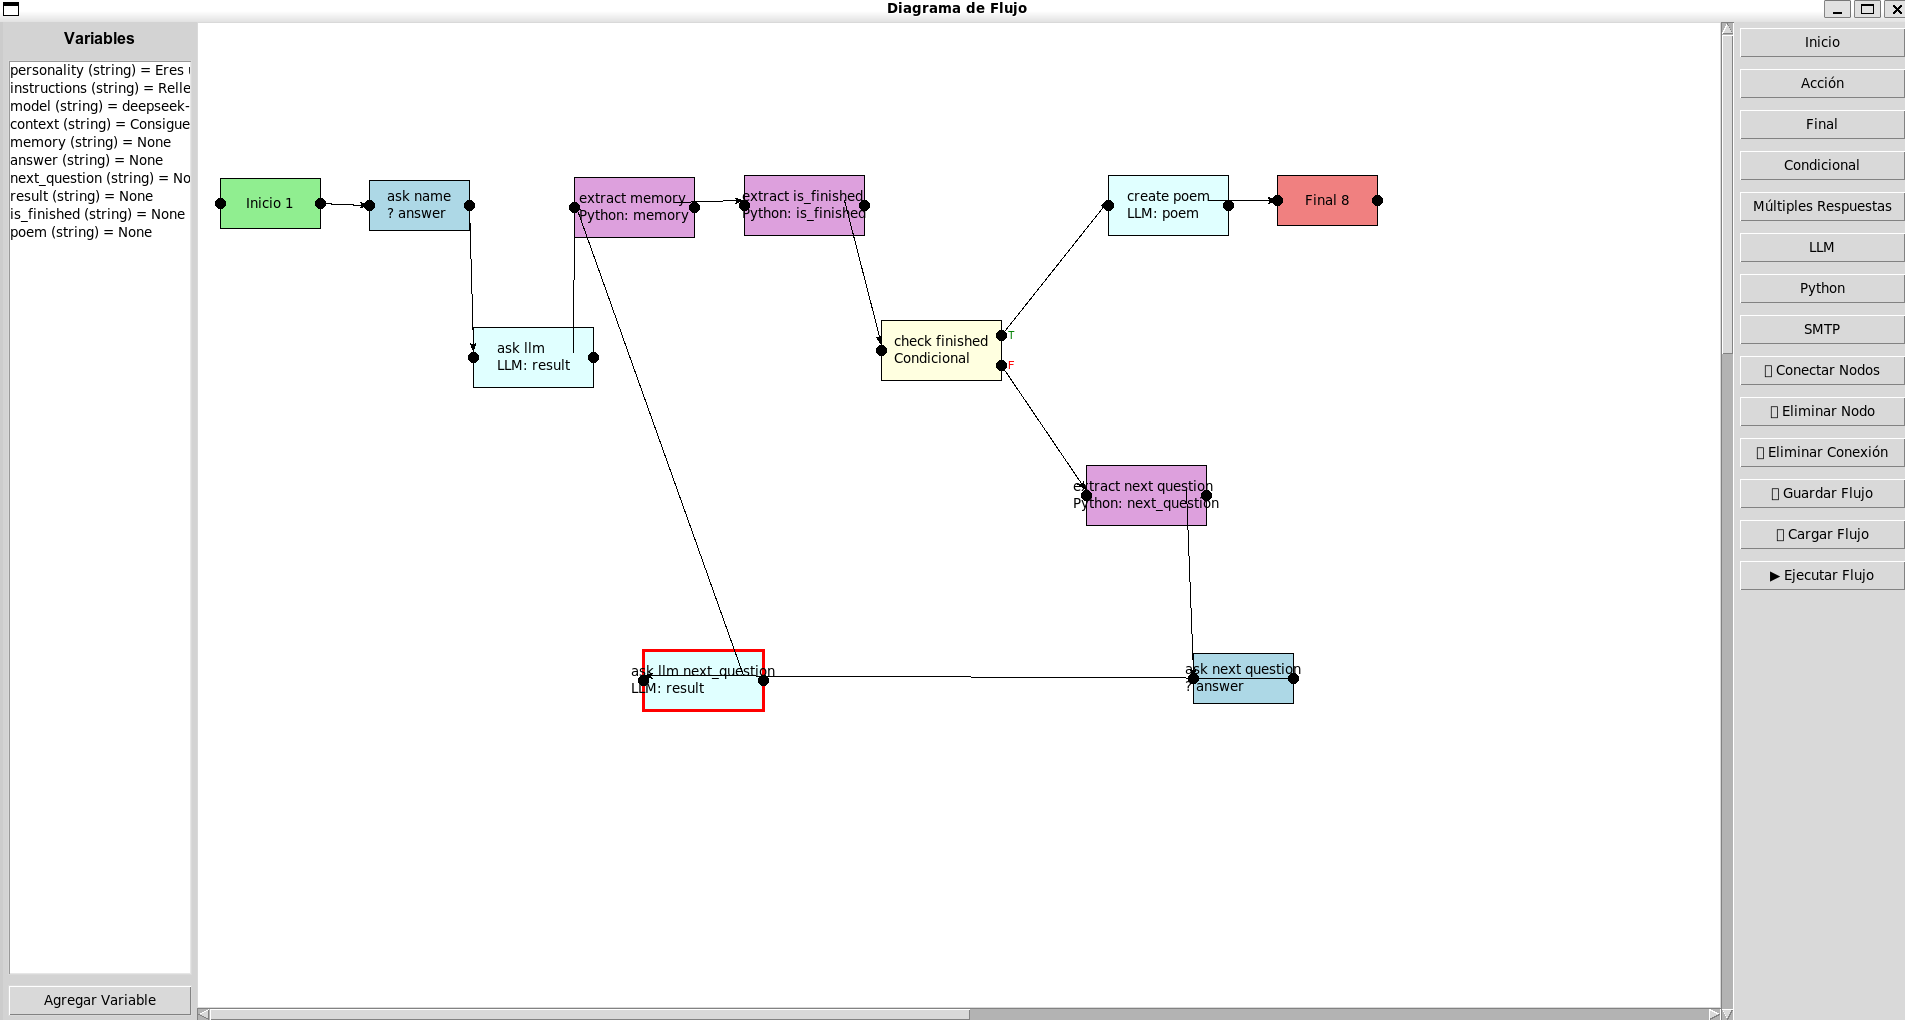 Diagrama de Flujo
Variables
personality (string) = Eres
instructions (string) = Relle
model (string) = deepseek-
context (string) = Consigue
memory (string) = None
answer (string) = None
next_question (string) = No
result (string) = None
is_finished (string) = None
poem (string) = None
Agregar Variable
Inicio 1
ask name
? answer
ask llm
LLM: result
extract memory
Python: memory
extract is_finished
Python: is_finished
check finished
Condicional
T
F
create poem
LLM: poem
Final 8
extract next question
Python: next_question
ask next question
? answer
ask llm next_question
LLM: result
Inicio
Acción
Final
Condicional
Múltiples Respuestas
LLM
Python
SMTP
Conectar Nodos
Eliminar Nodo
Eliminar Conexión
Guardar Flujo
Cargar Flujo
▶ Ejecutar Flujo